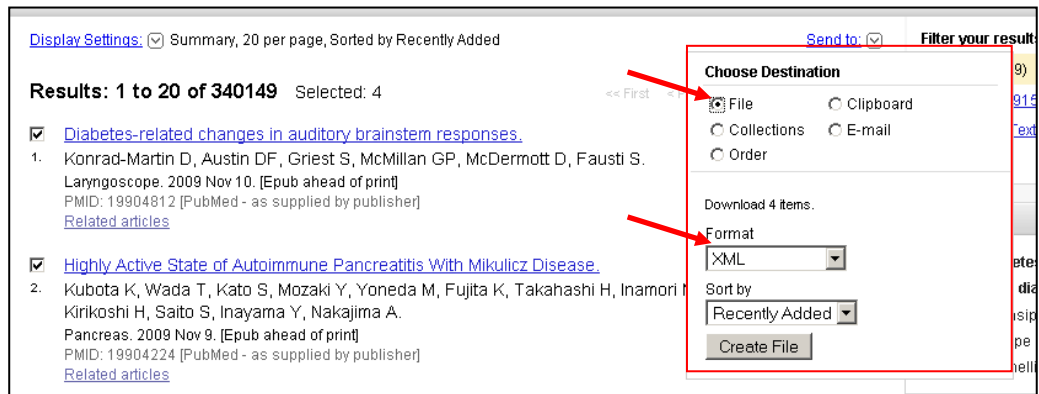 Display Settings: Summary, 20 per page, Sorted by Recently Added
Send to:
Filter your result
Results: 1 to 20 of 340149 Selected: 4
<< First
Diabetes-related changes in auditory brainstem responses.
1. Konrad-Martin D, Austin DF, Griest S, McMillan GP, McDermott D, Fausti S.
Laryngoscope. 2009 Nov 10. [Epub ahead of print]
PMID: 19904812 [PubMed - as supplied by publisher]
Related articles
Highly Active State of Autoimmune Pancreatitis With Mikulicz Disease.
2. Kubota K, Wada T, Kato S, Mozaki Y, Yoneda M, Fujita K, Takahashi H, Inamori
Kirikoshi H, Saito S, Inayama Y, Nakajima A.
Pancreas. 2009 Nov 9. [Epub ahead of print]
PMID: 19904224 [PubMed - as supplied by publisher]
Related articles
Choose Destination
File Clipboard
Collections E-mail
Order
Download 4 items.
Format
XML
Sort by
Recently Added
Create File
9)
915
Text
etes
dia